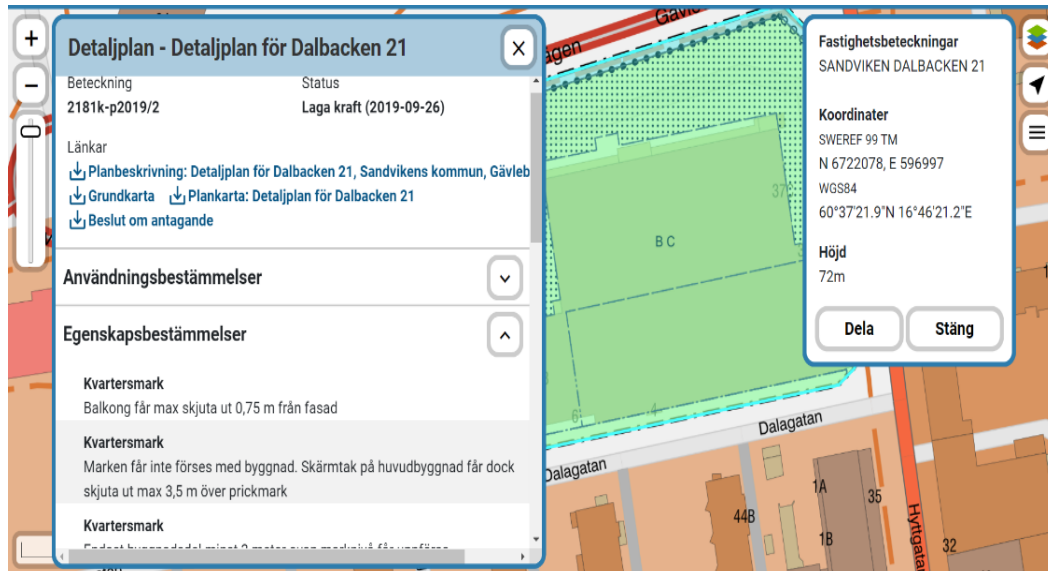 Detaljplan - Detaljplan för Dalbacken 21
Beteckning
Status
2181k-p2019/2
Laga kraft (2019-09-26)
Länkar
Planbeskrivning: Detaljplan för Dalbacken 21, Sandvikens kommun, Gävleb
Grundkarta Plankarta: Detaljplan för Dalbacken 21
Beslut om antagande
Användningsbestämmelser
Egenskapsbestämmelser
Kvartersmark
Balkong får max skjuta ut 0,75 m från fasad
Kvartersmark
Marken får inte förses med byggnad. Skärmtak på huvudbyggnad får dock
skjuta ut max 3,5 m över prickmark
Kvartersmark
Fastighetsbeteckningar
SANDVIKEN DALBACKEN 21
Koordinater
SWEREF 99 TM
N 6722078, E 596997
WGS84
60°37'21.9"N 16°46'21.2"E
Höjd
72m
Dela
Stäng
B C
Dalagatan
Dalagatan
44B
1A
1B
35
32
Hyttgatan